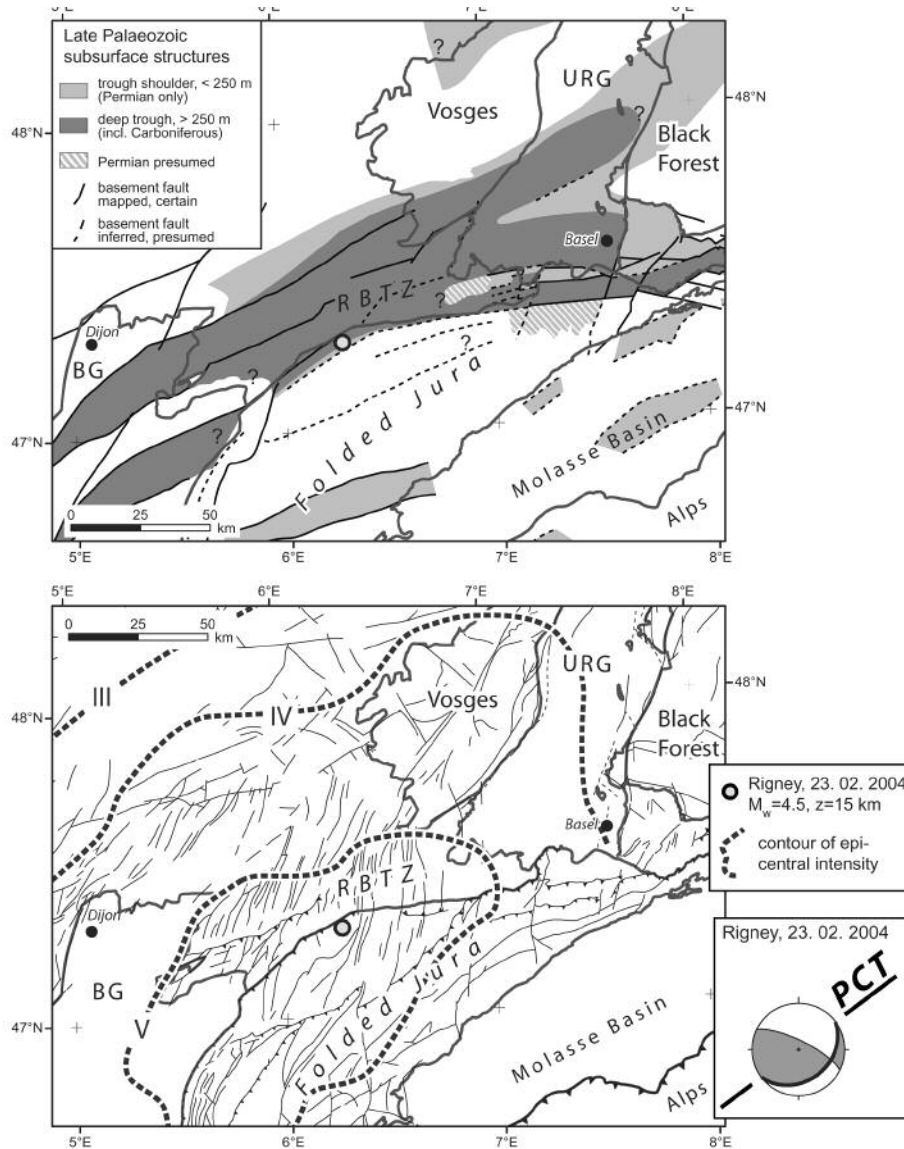 6°E
7°E
8°E
Late Palaeozoic
subsurface structures
trough shoulder, < 250 m
(Permian only)
deep trough, > 250 m
(incl. Carboniferous)
Permian presumed
basement fault
mapped, certain
basement fault
inferred, presumed
?
Vosges
URG
48°N
48°N
?
Black
Forest
Basel
R B T Z
?
Dijon
BG
?
?
?
Folded Jura
47°N
47°N
Molasse Basin
Alps
0 25 50
km
5°E
6°E
7°E
8°E
5°E
6°E
7°E
8°E
0 25 50
km
III
IV
URG
Vosges
48°N
48°N
Black
Forest
Basel
R B T Z
Dijon
BG
V
Folded Jura
47°N
47°N
Molasse Basin
Alps
5°E
6°E
7°E
8°E
Rigney, 23. 02. 2004
Mw=4.5, z=15 km
contour of epi-
central intensity
Rigney, 23. 02. 2004
PCT